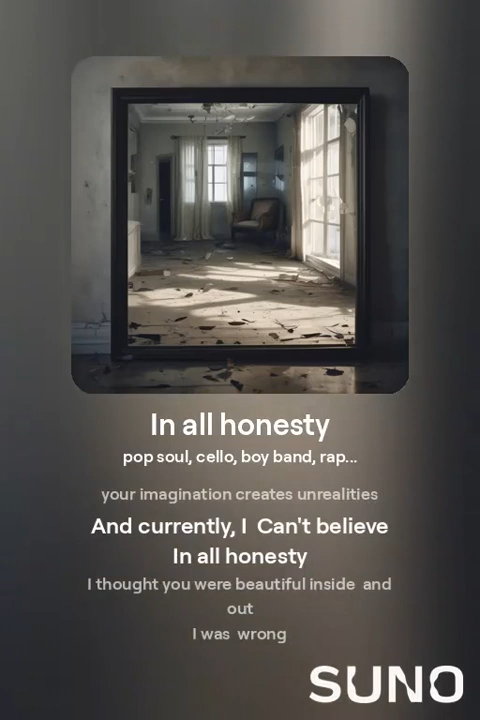 In all honesty
pop soul, cello, boy band, rap...
your imagination creates unrealities
And currently, I  Can't believe
In all honesty
I thought you were beautiful inside  and
out
I was  wrong
SUNO